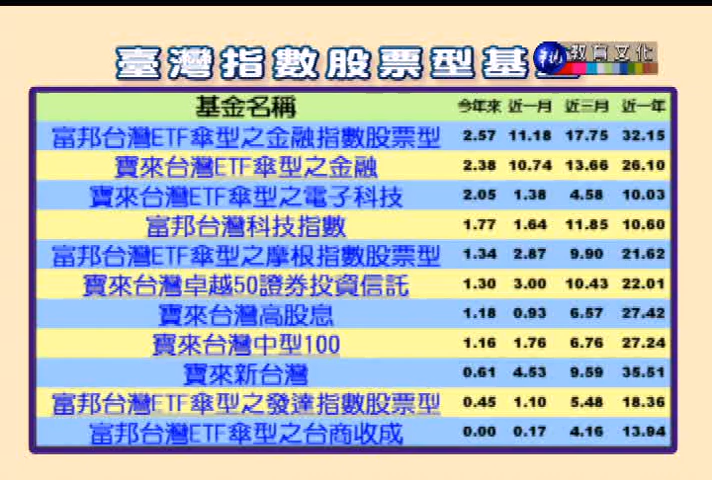 臺灣指數股票型基
教育文化
基金名稱 今年來 近一月 近三月 近一年
富邦台灣ETF傘型之金融指數股票型 2.57 11.18 17.75 32.15
寶來台灣ETF傘型之金融 2.38 10.74 13.66 26.10
寶來台灣ETF傘型之電子科技 2.05 1.38 4.58 10.03
富邦台灣科技指數 1.77 1.64 11.85 10.60
富邦台灣ETF傘型之摩根指數股票型 1.34 2.87 9.90 21.62
寶來台灣卓越50證券投資信託 1.30 3.00 10.43 22.01
寶來台灣高股息 1.18 0.93 6.57 27.42
寶來台灣中型100 1.16 1.76 6.76 27.24
寶來新台灣 0.61 4.53 9.59 35.51
富邦台灣ETF傘型之發達指數股票型 0.45 1.10 5.48 18.36
富邦台灣ETF傘型之台商收成 0.00 0.17 4.16 13.94